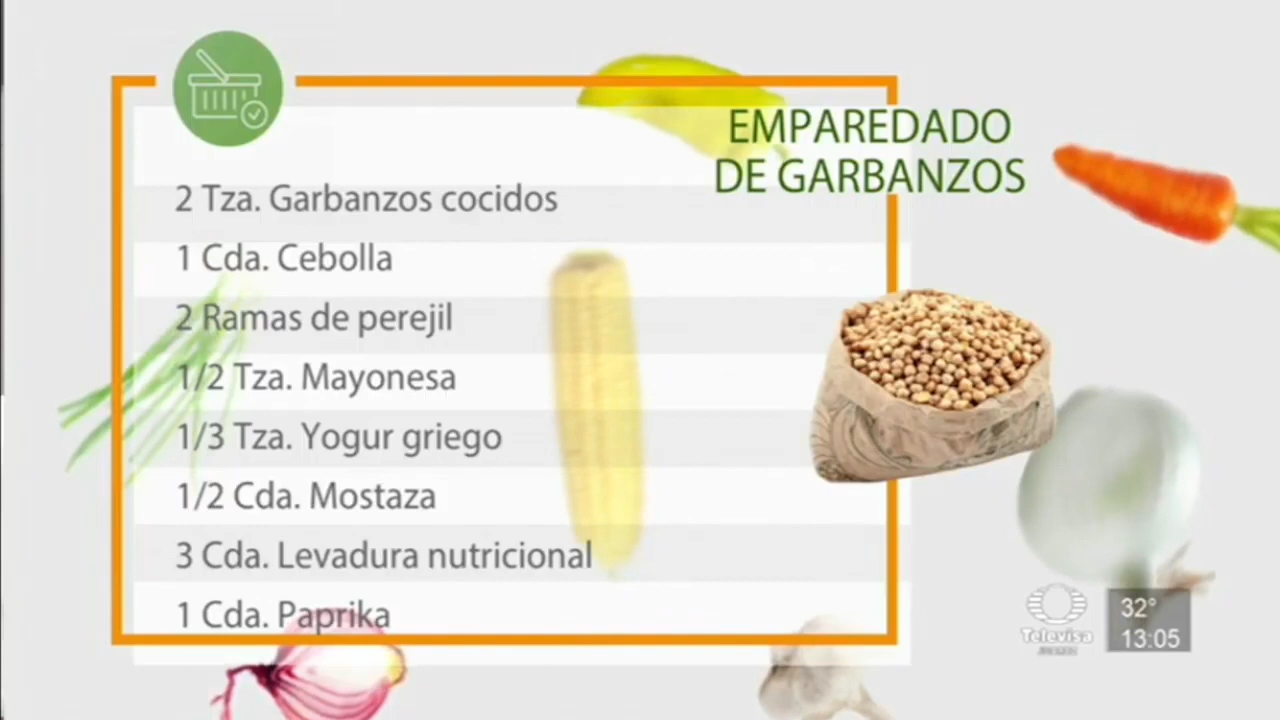 EMPAREDADO
DE GARBANZOS
2 Tza. Garbanzos cocidos
1 Cda. Cebolla
2 Ramas de perejil
1/2 Tza. Mayonesa
1/3 Tza. Yogur griego
1/2 Cda. Mostaza
3 Cda. Levadura nutricional
1 Cda. Paprika
Televisa
32°
13:05